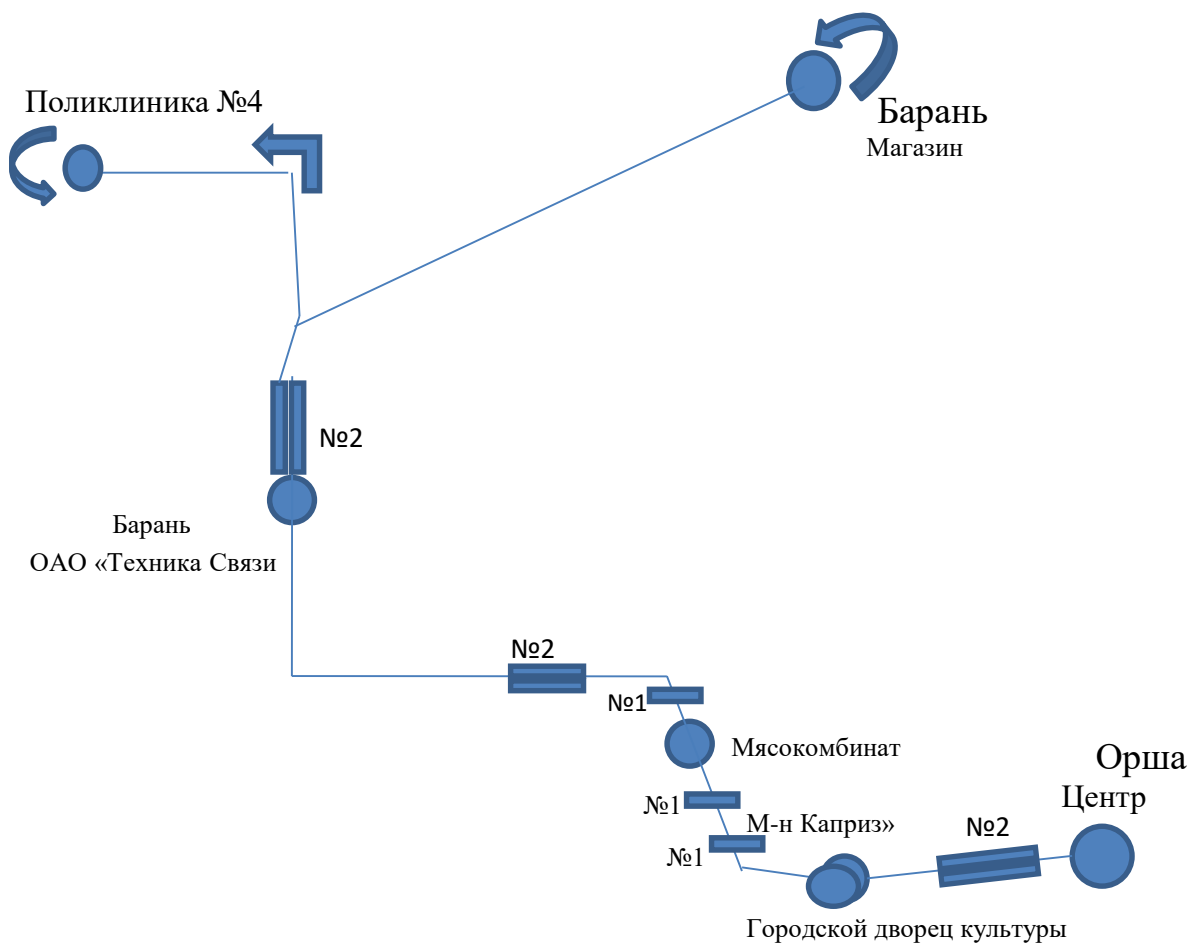 Поликлиника №4
Барань
Магазин
№2
Барань
ОАО «Техника Связи
№2
№1
Мясокомбинат
Орша
Центр
№1
М-н Каприз»
№2
№1
Городской дворец культуры